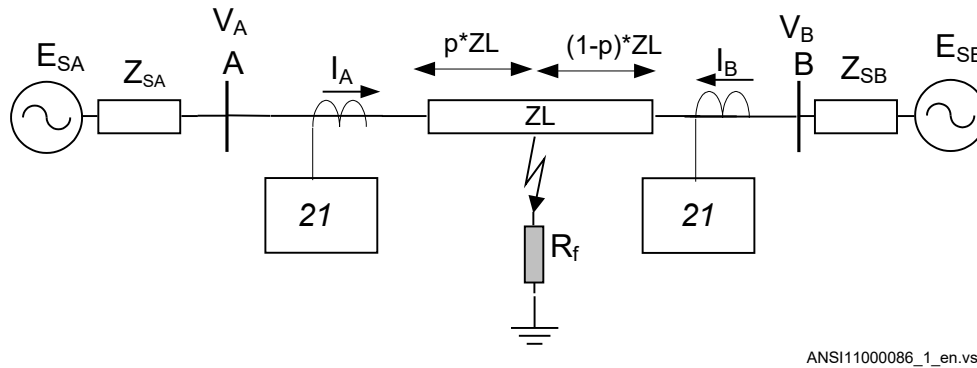 E_SA
Z_SA
V_A
A
I_A
p*ZL
(1-p)*ZL
ZL
I_B
V_B
B
Z_SB
E_SB
21
21
R_f
ANSI11000086_1_en.vs